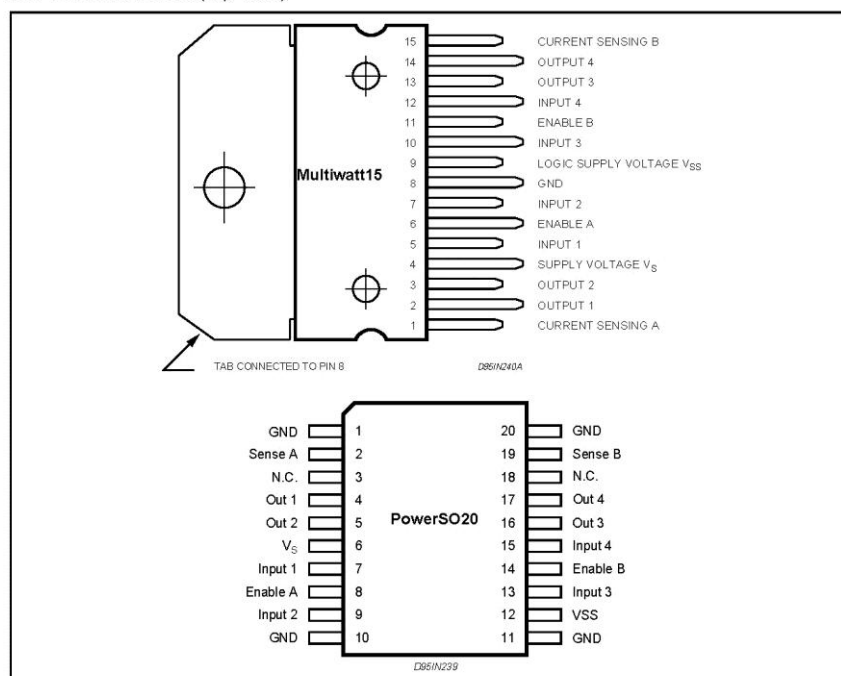 15 CURRENT SENSING B
14 OUTPUT 4
13 OUTPUT 3
12 INPUT 4
11 ENABLE B
10 INPUT 3
9 LOGIC SUPPLY VOLTAGE VSS
Multiwatt15
8 GND
7 INPUT 2
6 ENABLE A
5 INPUT 1
4 SUPPLY VOLTAGE VS
3 OUTPUT 2
2 OUTPUT 1
1 CURRENT SENSING A
TAB CONNECTED TO PIN 8
D95IN240A
GND 1 20 GND
Sense A 2 19 Sense B
N.C. 3 18 N.C.
Out 1 4 17 Out 4
Out 2 5 PowerSO20 16 Out 3
VS 6 15 Input 4
Input 1 7 14 Enable B
Enable A 8 13 Input 3
Input 2 9 12 VSS
GND 10 11 GND
D95IN239